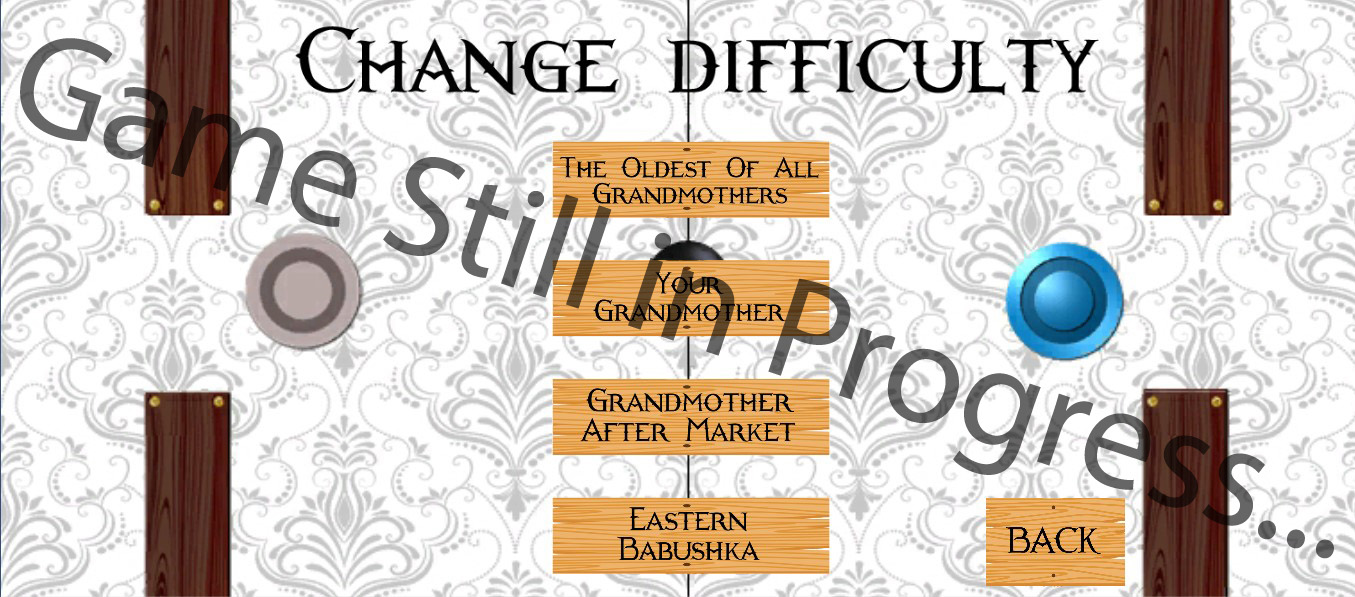 Change difficulty
The Oldest Of All
Grandmothers
Your
Grandmother
Grandmother
After Market
Eastern
Babushka
BACK
Game Still in Progress...